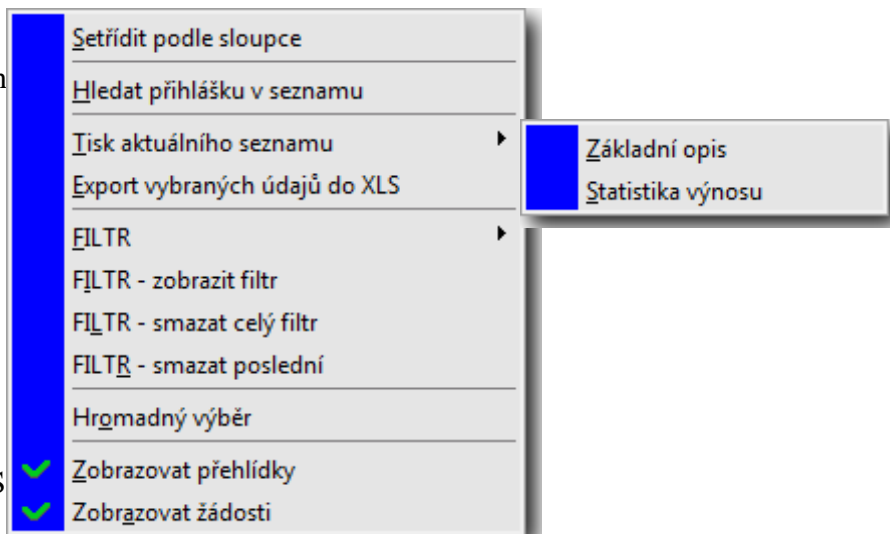 Setřídit podle sloupce
Hledat přihlášku v seznamu
Tisk aktuálního seznamu
Základní opis
Export vybraných údajů do XLS
Statistika výnosu
FILTR
FILTR - zobrazit filtr
FILTR - smazat celý filtr
FILTR - smazat poslední
Hromadný výběr
Zobrazovat přehlídky
Zobrazovat žádosti